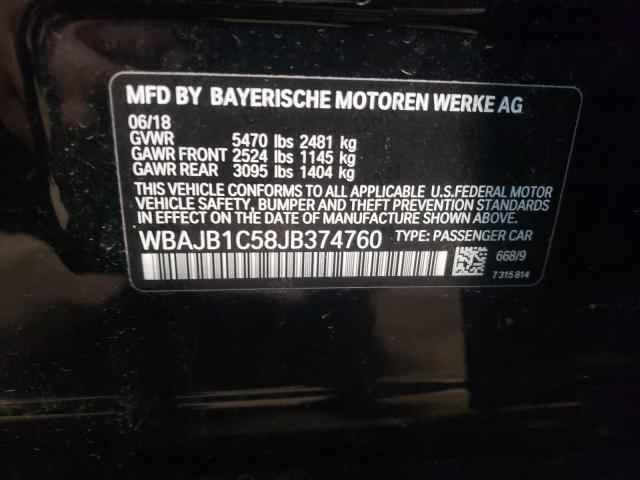 MFD BY BAYERISCHE MOTOREN WERKE AG
06/18
GVWR 5470 lbs 2481 kg
GAWR FRONT 2524 lbs 1145 kg
GAWR REAR 3095 lbs 1404 kg
THIS VEHICLE CONFORMS TO ALL APPLICABLE U.S.FEDERAL MOTOR
VEHICLE SAFETY, BUMPER AND THEFT PREVENTION STANDARDS
IN EFFECT ON THE DATE OF MANUFACTURE SHOWN ABOVE.
WBAJB1C58JB374760 TYPE: PASSENGER CAR
668/9
7 315 814